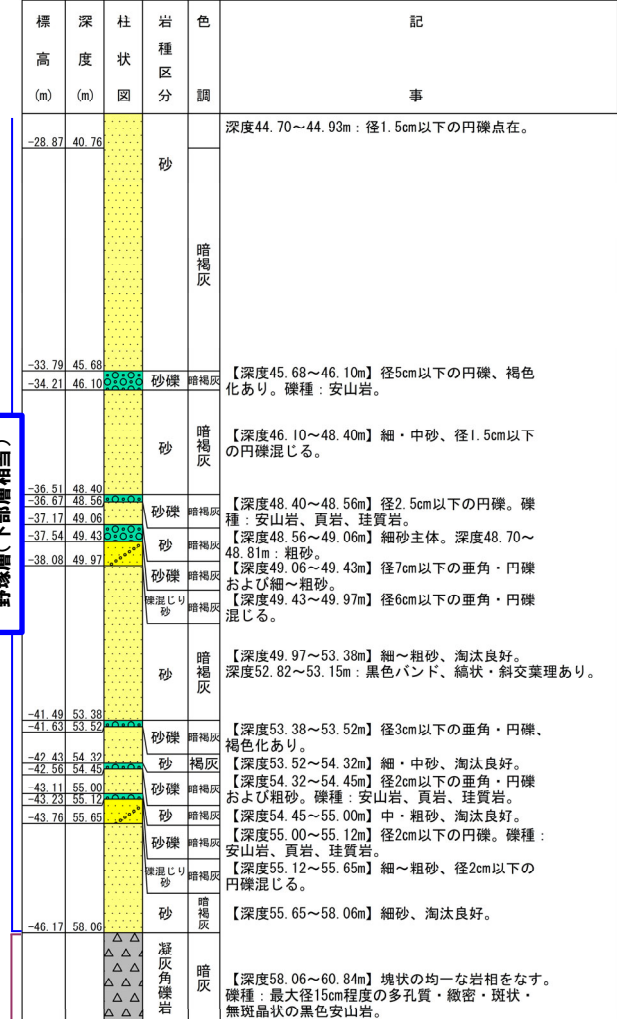 標高(m) 深度(m) 柱状図 岩種区分 色調 記事
深度44.70～44.93m：径1.5cm以下の円礫点在。
-28.87 40.76
砂
暗褐灰
-33.79 45.68
-34.21 46.10 砂礫 暗褐灰
【深度45.68～46.10m】径5cm以下の円礫、褐色
化あり。礫種：安山岩。
砂 暗褐灰
【深度46.10～48.40m】細・中砂、径1.5cm以下
の円礫混じる。
-36.51 48.40
-36.67 48.56
-37.17 49.06
-37.54 49.43
-38.08 49.97
砂礫 暗褐灰
【深度48.40～48.56m】径2.5cm以下の円礫。礫
種：安山岩、頁岩、珪質岩。
砂 暗褐灰
【深度48.56～49.06m】細砂主体。深度48.70～
48.81m：粗砂。
砂礫 暗褐灰
【深度49.06～49.43m】径7cm以下の亜角・円礫
および細～粗砂。
礫混じり砂 暗褐灰
【深度49.43～49.97m】径6cm以下の亜角・円礫
混じる。
砂 暗褐灰
【深度49.97～53.38m】細～粗砂、淘汰良好。
深度52.82～53.15m：黒色バンド、縞状・斜交葉理あり。
-41.49 53.38
-41.63 53.52
-42.43 54.32
-42.56 54.45
-43.11 55.00
-43.23 55.12
-43.76 55.65
砂礫 暗褐灰
【深度53.38～53.52m】径3cm以下の亜角・円礫、
褐色化あり。
砂 褐灰
【深度53.52～54.32m】細・中砂、淘汰良好。
砂礫 暗褐灰
【深度54.32～54.45m】径2cm以下の亜角・円礫
および粗砂。礫種：安山岩、頁岩、珪質岩。
砂 暗褐灰
【深度54.45～55.00m】中・粗砂、淘汰良好。
砂礫 暗褐灰
【深度55.00～55.12m】径2cm以下の円礫。礫種：
安山岩、頁岩、珪質岩。
礫混じり砂 暗褐灰
【深度55.12～55.65m】細～粗砂、径2cm以下の
円礫混じる。
砂 暗褐灰
【深度55.65～58.06m】細砂、淘汰良好。
-46.17 58.06
凝灰角礫岩 暗灰
【深度58.06～60.84m】塊状の均一な岩相をなす。
礫種：最大径15cm程度の多孔質・緻密・斑状・
無斑晶状の黒色安山岩。
野塚層(下部層相当)